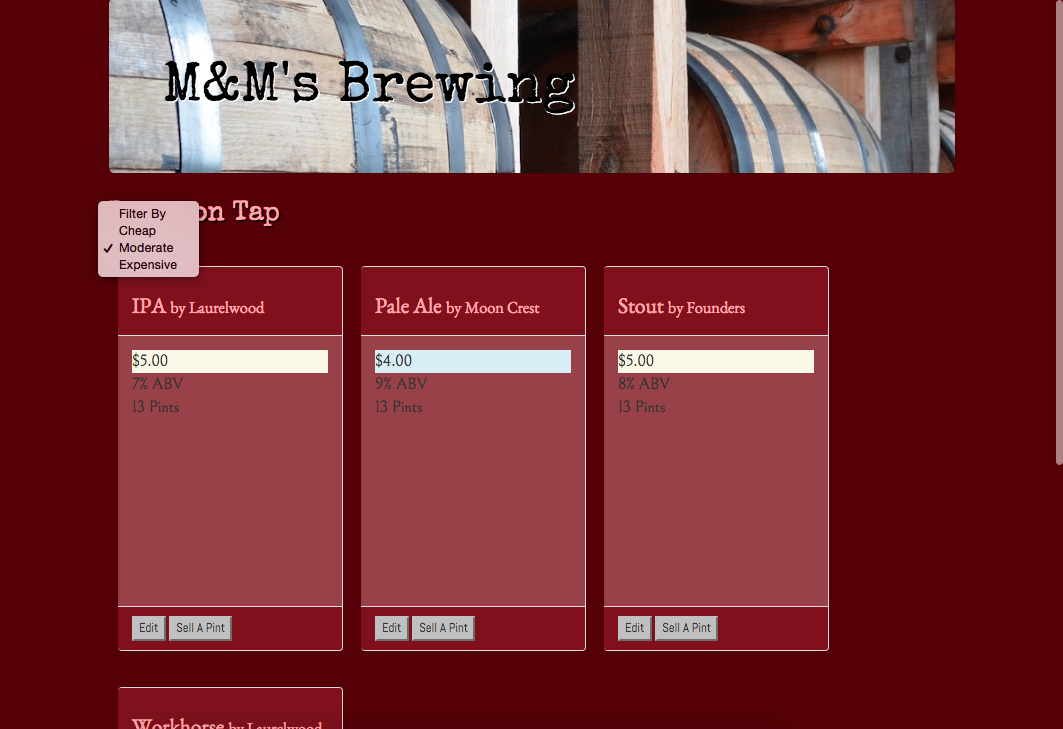 M&M's Brewing
on Tap
Filter By
Cheap
Moderate
Expensive
IPA by Laurelwood
$5.00
7% ABV
13 Pints
Edit Sell A Pint
Pale Ale by Moon Crest
$4.00
9% ABV
13 Pints
Edit Sell A Pint
Stout by Founders
$5.00
8% ABV
13 Pints
Edit Sell A Pint
Workhorse by Laurelwood